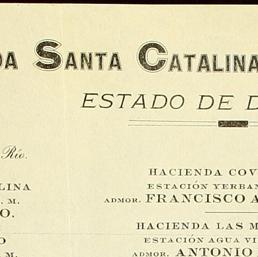 DA SANTA CATALINA
ESTADO DE D
Río.
HACIENDA COV
LINA
ESTACIÓN YERBAN
. M.
ADMOR. FRANCISCO A
O.
HACIENDA LAS M
O
ESTACIÓN AGUA VI
. M.
ADMOR. ANTONIO